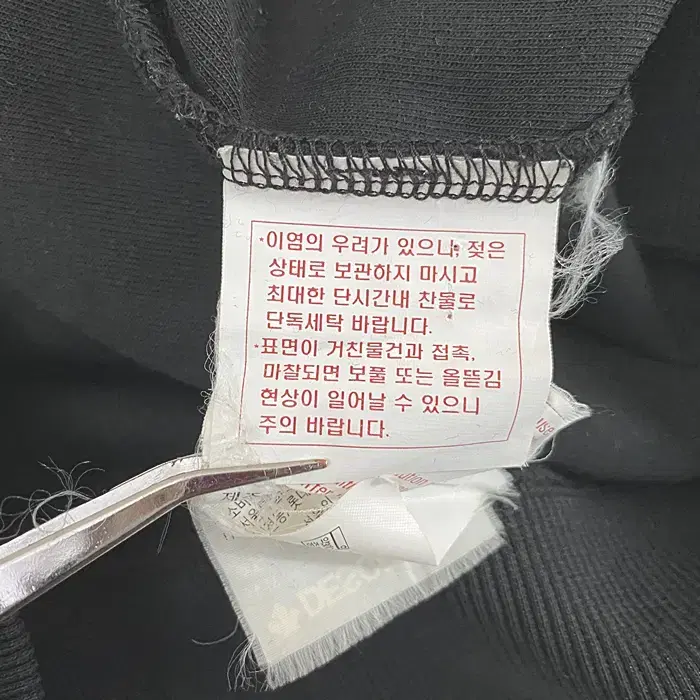 *이염의 우려가 있으니, 젖은
상태로 보관하지 마시고
최대한 단시간내 찬물로
단독세탁 바랍니다.
*표면이 거친물건과 접촉,
마찰되면 보풀 또는 올뜯김
현상이 일어날 수 있으니
주의 바랍니다.